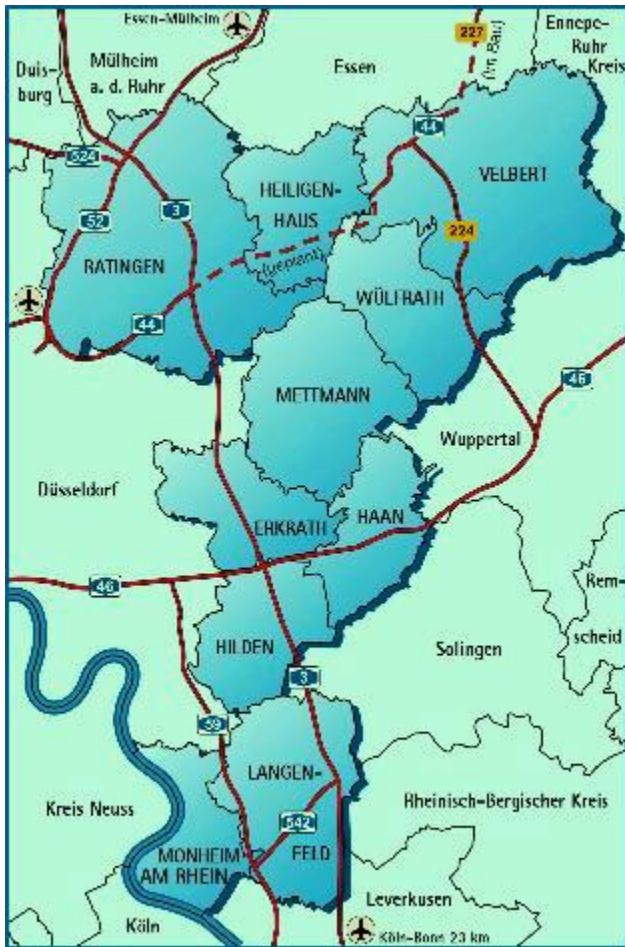 Essen-Mülheim
227
Ennepe-
Ruhr
Kreis
(im Bau)
Duis-
burg
Mülheim
a. d. Ruhr
Essen
44
524
VELBERT
HEILIGEN-
HAUS
52
3
224
RATINGEN
(geplant)
WÜLFRATH
44
46
METTMANN
Wuppertal
Düsseldorf
HAAN
ERKRATH
46
Rem-
scheid
HILDEN
Solingen
3
59
LANGEN-
FELD
Kreis Neuss
Rheinisch-Bergischer Kreis
542
MONHEIM
AM RHEIN
Leverkusen
Köln
Köln-Bonn 23 km